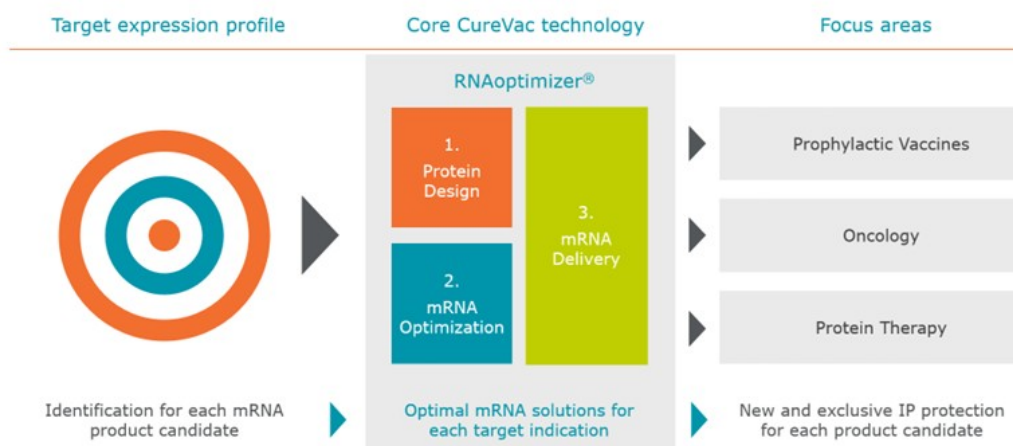 Target expression profile
Core CureVac technology
Focus areas
RNAoptimizer®
1.
Protein
Design
2.
mRNA
Optimization
3.
mRNA
Delivery
Prophylactic Vaccines
Oncology
Protein Therapy
Identification for each mRNA
product candidate
Optimal mRNA solutions for
each target indication
New and exclusive IP protection
for each product candidate